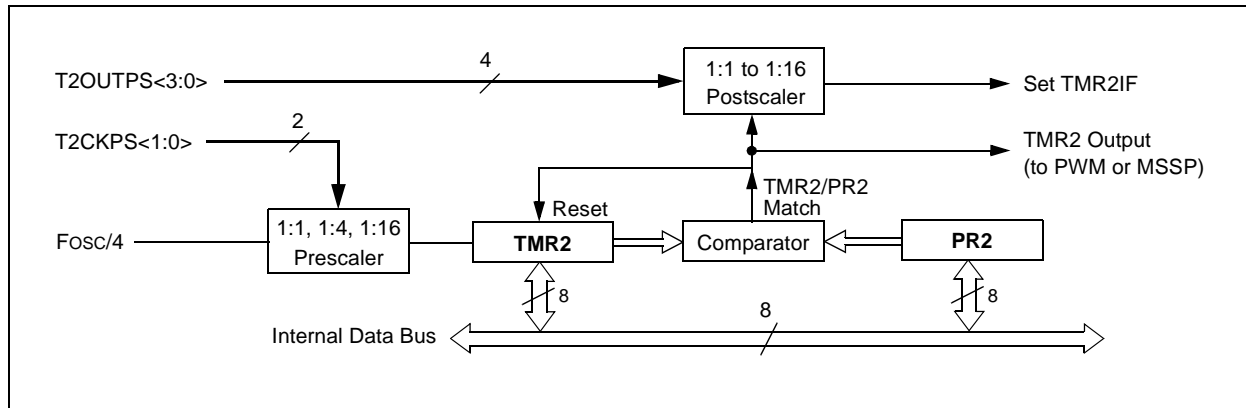 4
T2OUTPS<3:0>
1:1 to 1:16
Postscaler
Set TMR2IF
2
T2CKPS<1:0>
TMR2 Output
(to PWM or MSSP)
TMR2/PR2
Match
Reset
1:1, 1:4, 1:16
Prescaler
FOSC/4
TMR2
Comparator
PR2
8
8
8
Internal Data Bus